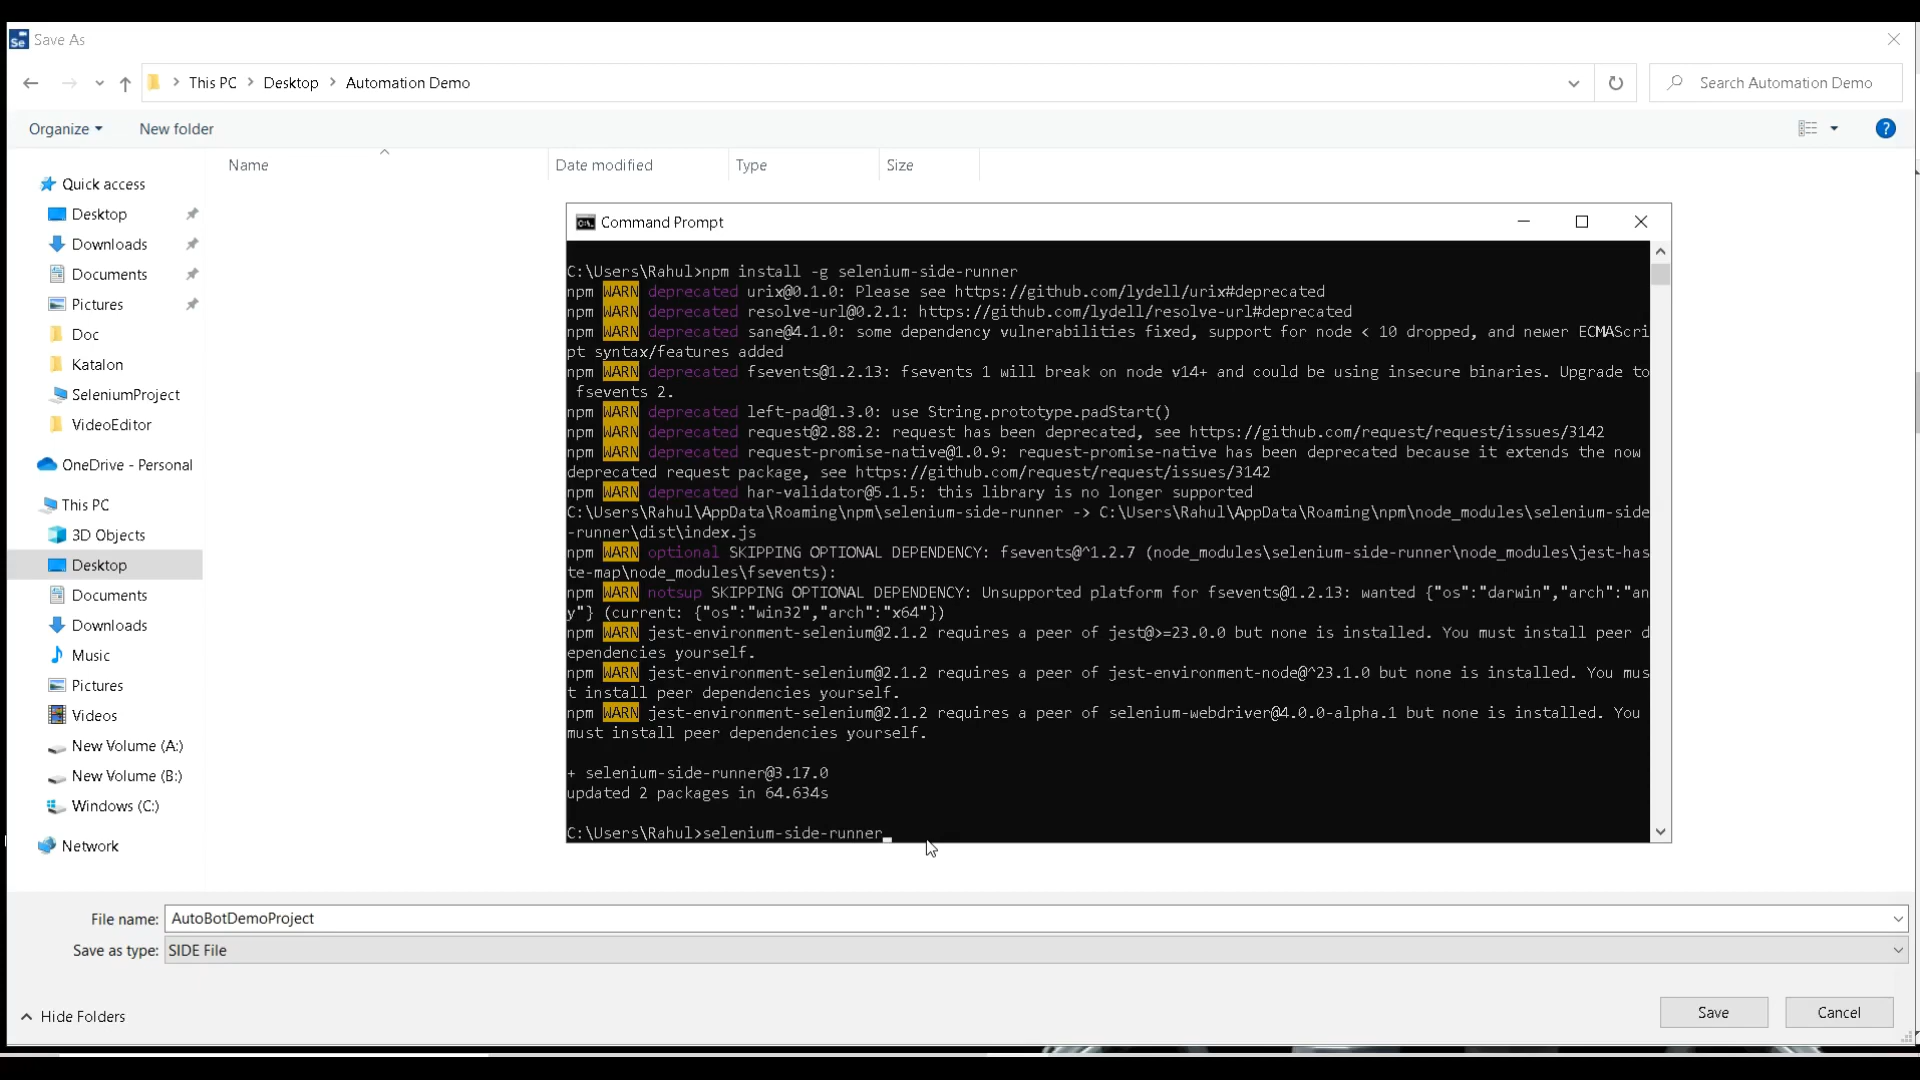 Se Save As
This PC Desktop Automation Demo Search Automation Demo
Organize New folder ?
Name Date modified Type Size
Quick access
Desktop
Downloads
Documents
Pictures
Doc
Katalon
SeleniumProject
VideoEditor
OneDrive - Personal
This PC
3D Objects
Desktop
Documents
Downloads
Music
Pictures
Videos
New Volume (A:)
New Volume (B:)
Windows (C:)
Network
Command Prompt
C:\Users\Rahul>npm install -g selenium-side-runner
npm WARN deprecated urix@0.1.0: Please see https://github.com/lydell/urix#deprecated
npm WARN deprecated resolve-url@0.2.1: https://github.com/lydell/resolve-url#deprecated
npm WARN deprecated sane@4.1.0: some dependency vulnerabilities fixed, support for node < 10 dropped, and newer ECMAScri
pt syntax/features added
npm WARN deprecated fsevents@1.2.13: fsevents 1 will break on node v14+ and could be using insecure binaries. Upgrade to
fsevents 2.
npm WARN deprecated left-pad@1.3.0: use String.prototype.padStart()
npm WARN deprecated request@2.88.2: request has been deprecated, see https://github.com/request/request/issues/3142
npm WARN deprecated request-promise-native@1.0.9: request-promise-native has been deprecated because it extends the now
deprecated request package, see https://github.com/request/request/issues/3142
npm WARN deprecated har-validator@5.1.5: this library is no longer supported
C:\Users\Rahul\AppData\Roaming\npm\selenium-side-runner -> C:\Users\Rahul\AppData\Roaming\npm\node_modules\selenium-side
-runner\dist\index.js
npm WARN optional SKIPPING OPTIONAL DEPENDENCY: fsevents@^1.2.7 (node_modules\selenium-side-runner\node_modules\jest-has
te-map\node_modules\fsevents):
npm WARN notsup SKIPPING OPTIONAL DEPENDENCY: Unsupported platform for fsevents@1.2.13: wanted {"os":"darwin","arch":"an
y"} (current: {"os":"win32","arch":"x64"})
npm WARN jest-environment-selenium@2.1.2 requires a peer of jest@>=23.0.0 but none is installed. You must install peer d
ependencies yourself.
npm WARN jest-environment-selenium@2.1.2 requires a peer of jest-environment-node@^23.1.0 but none is installed. You mus
t install peer dependencies yourself.
npm WARN jest-environment-selenium@2.1.2 requires a peer of selenium-webdriver@4.0.0-alpha.1 but none is installed. You
must install peer dependencies yourself.
+ selenium-side-runner@3.17.0
updated 2 packages in 64.634s
C:\Users\Rahul>selenium-side-runner
File name: AutoBotDemoProject
Save as type: SIDE File
Hide Folders Save Cancel